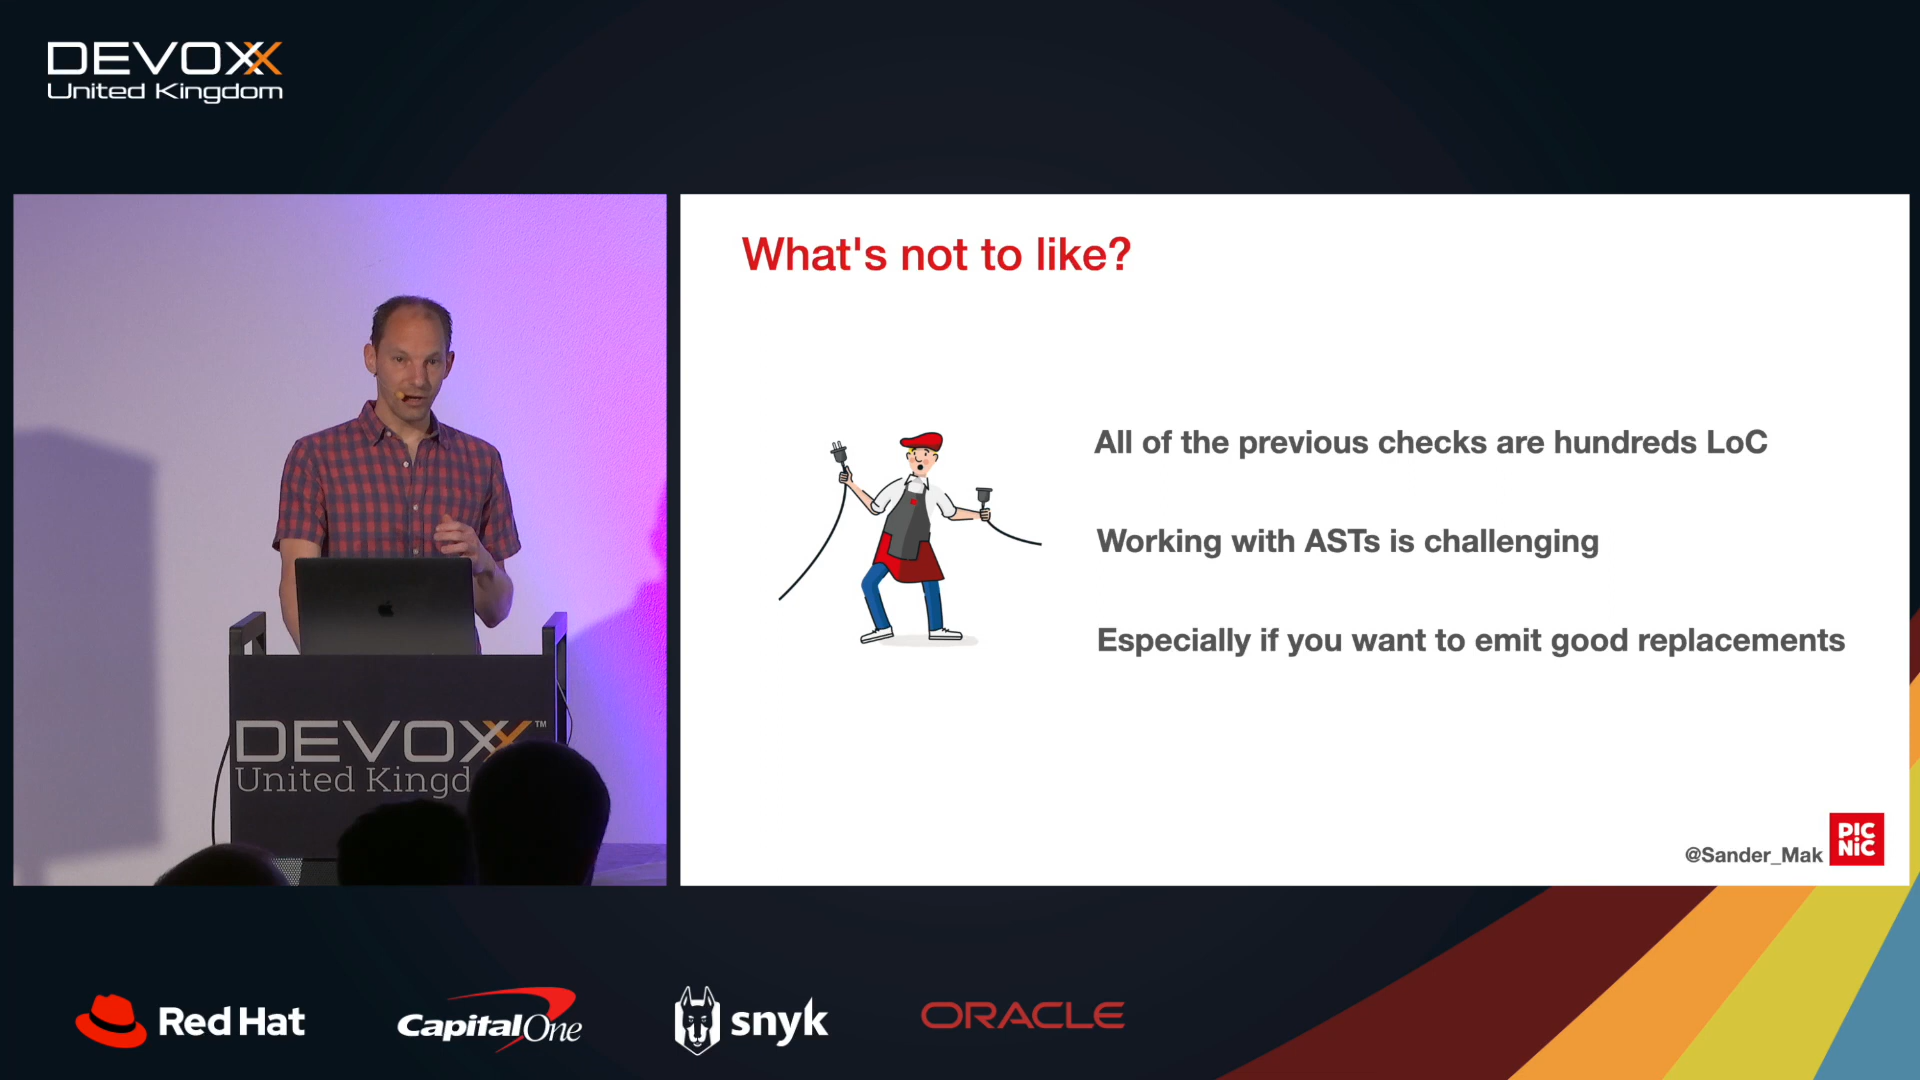 DEVOXX
United Kingdom
What's not to like?
All of the previous checks are hundreds LoC
Working with ASTs is challenging
Especially if you want to emit good replacements
@Sander_Mak
PIC
NIC
DEVOXX™
United Kingd
Red Hat
CapitalOne
snyk
ORACLE